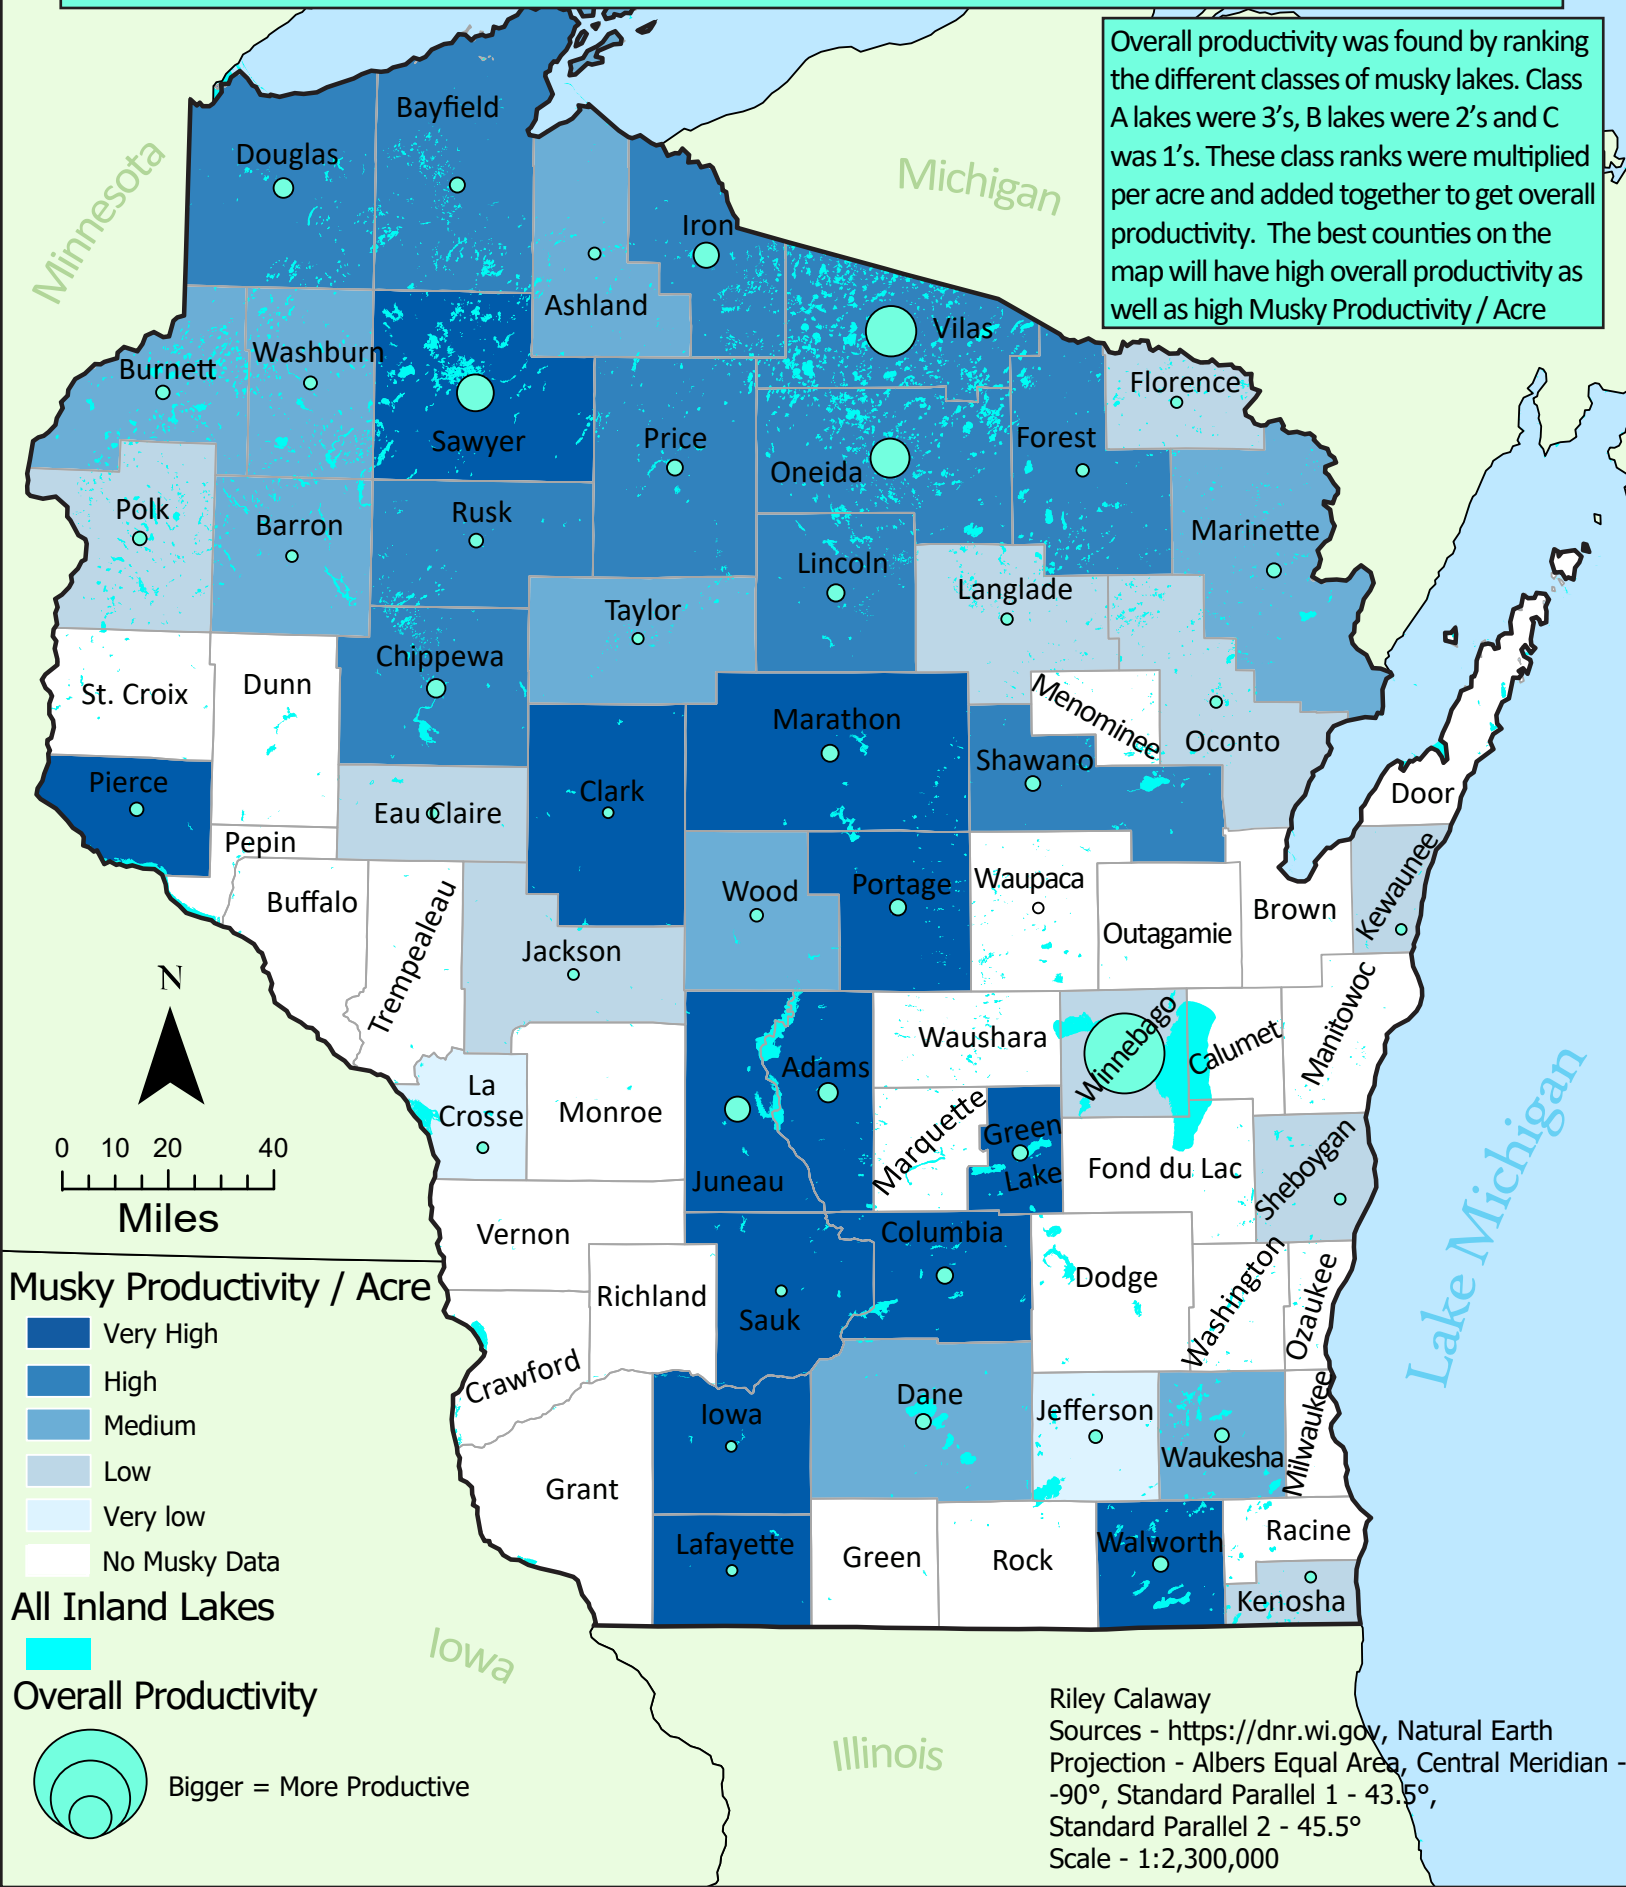 Overall productivity was found by ranking
the different classes of musky lakes. Class
A lakes were 3's, B lakes were 2's and C
was 1's. These class ranks were multiplied
per acre and added together to get overall
productivity. The best counties on the
map will have high overall productivity as
well as high Musky Productivity / Acre
Minnesota
Michigan
Bayfield
Douglas
Iron
Ashland
Vilas
Washburn
Burnett
Florence
Sawyer
Price
Forest
Oneida
Polk
Barron
Rusk
Marinette
Lincoln
Langlade
Taylor
Chippewa
St. Croix
Dunn
Menominee
Marathon
Oconto
Shawano
Pierce
Eau Claire
Clark
Door
Pepin
Buffalo
Trempealeau
Wood
Portage
Waupaca
Outagamie
Brown
Kewaunee
Jackson
N
Waushara
Winnebago
Calumet
Manitowoc
Adams
La
Crosse
Monroe
Marquette
Green
Lake
Fond du Lac
Sheboygan
Juneau
0 10 20 40
Miles
Vernon
Columbia
Dodge
Washington
Ozaukee
Richland
Sauk
Lake Michigan
Crawford
Dane
Iowa
Jefferson
Waukesha
Milwaukee
Grant
Lafayette
Green
Rock
Walworth
Racine
Kenosha
Musky Productivity / Acre
Very High
High
Medium
Low
Very low
No Musky Data
All Inland Lakes
Overall Productivity
Bigger = More Productive
Iowa
Illinois
Riley Calaway
Sources - https://dnr.wi.gov, Natural Earth
Projection - Albers Equal Area, Central Meridian -
-90°, Standard Parallel 1 - 43.5°,
Standard Parallel 2 - 45.5°
Scale - 1:2,300,000